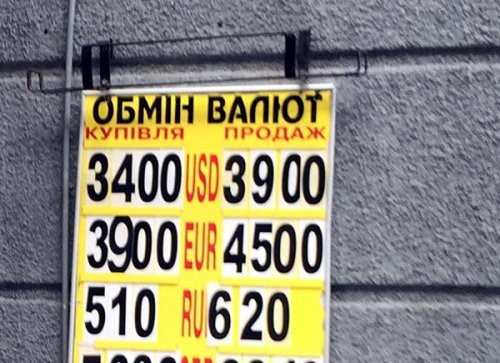 ОБМІН ВАЛЮТ
КУПІВЛЯ ПРОДАЖ
3400 USD 3900
3900 EUR 4500
510 RU 620